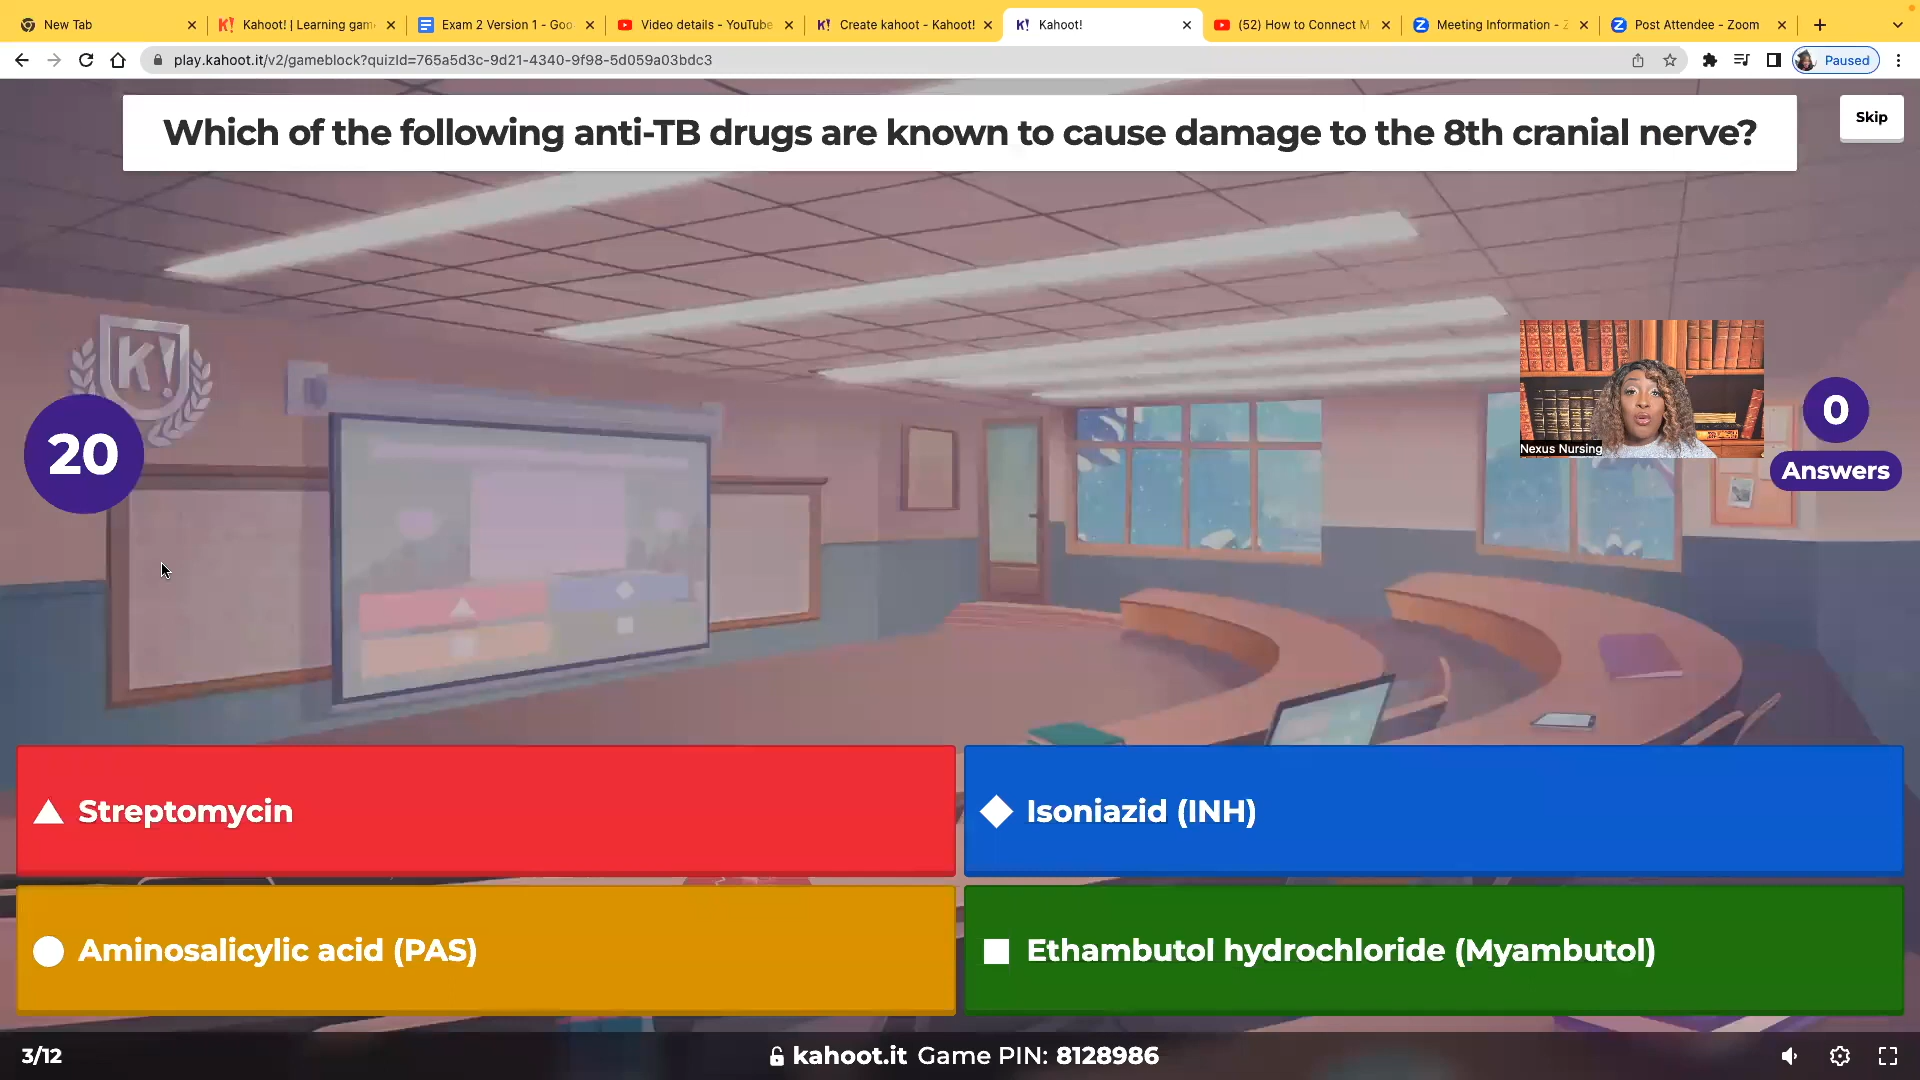 New Tab
Kahoot! | Learning gam
Exam 2 Version 1 - Goo
Video details - YouTube
Create kahoot - Kahoot!
Kahoot!
(52) How to Connect M
Meeting Information - Z
Post Attendee - Zoom
play.kahoot.it/v2/gameblock?quizId=765a5d3c-9d21-4340-9f98-5d059a03bdc3
Paused
Which of the following anti-TB drugs are known to cause damage to the 8th cranial nerve?
Skip
K!
20
Nexus Nursing
0
Answers
Streptomycin
Isoniazid (INH)
Aminosalicylic acid (PAS)
Ethambutol hydrochloride (Myambutol)
3/12
kahoot.it Game PIN: 8128986